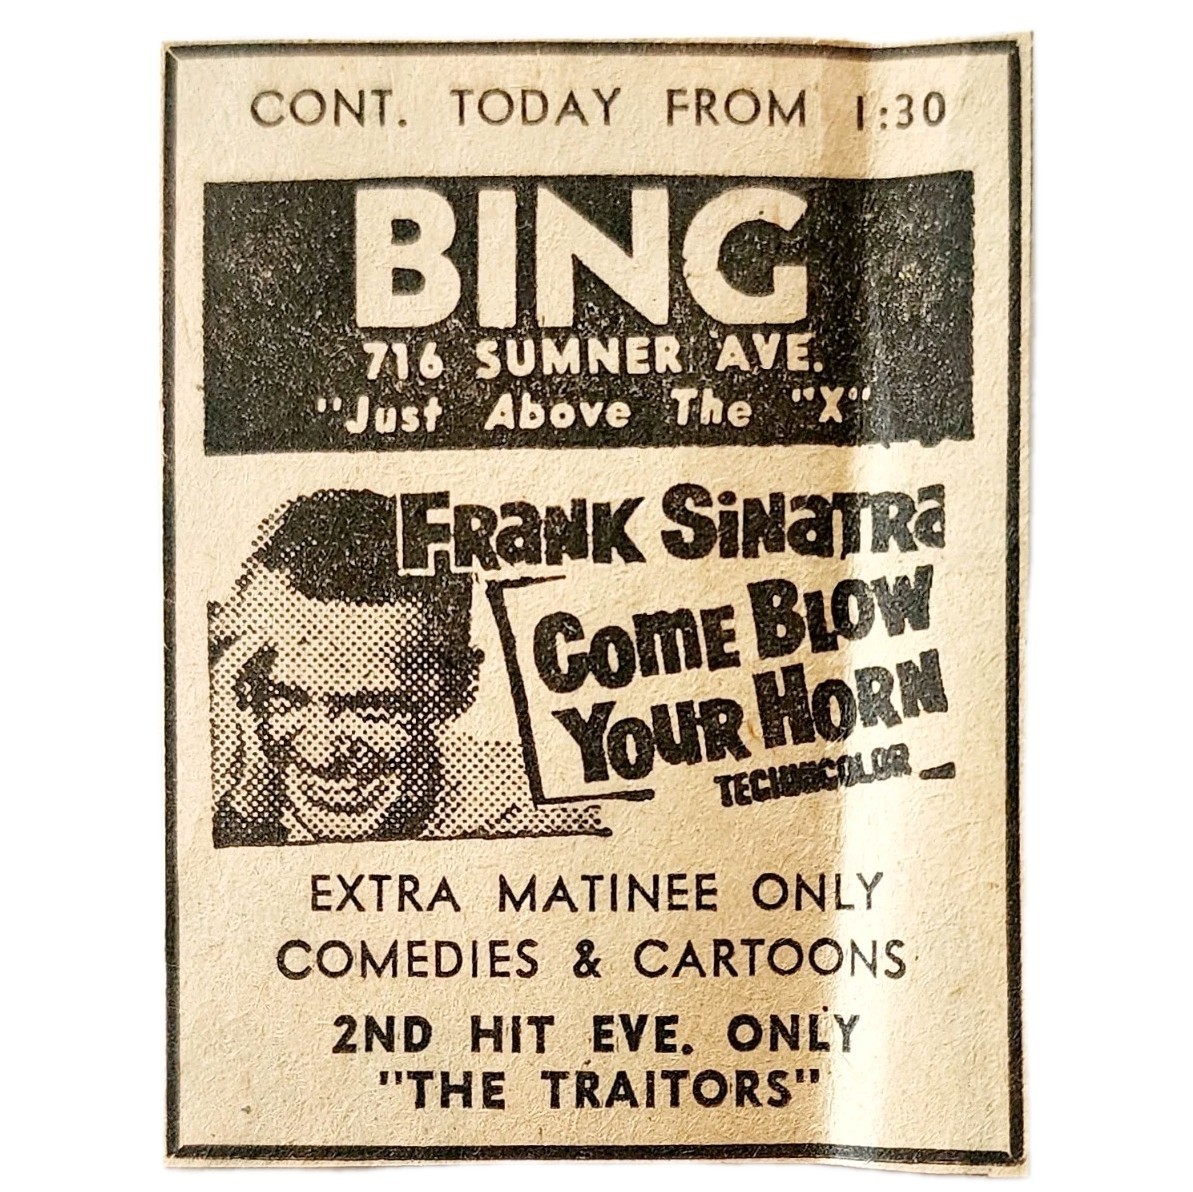 CONT. TODAY FROM 1:30
BING
716 SUMNER AVE.
"Just Above The "X"
FRANK SINATRA
COME BLOW
YOUR HORN
TECHNICOLOR
EXTRA MATINEE ONLY
COMEDIES & CARTOONS
2ND HIT EVE. ONLY
"THE TRAITORS"